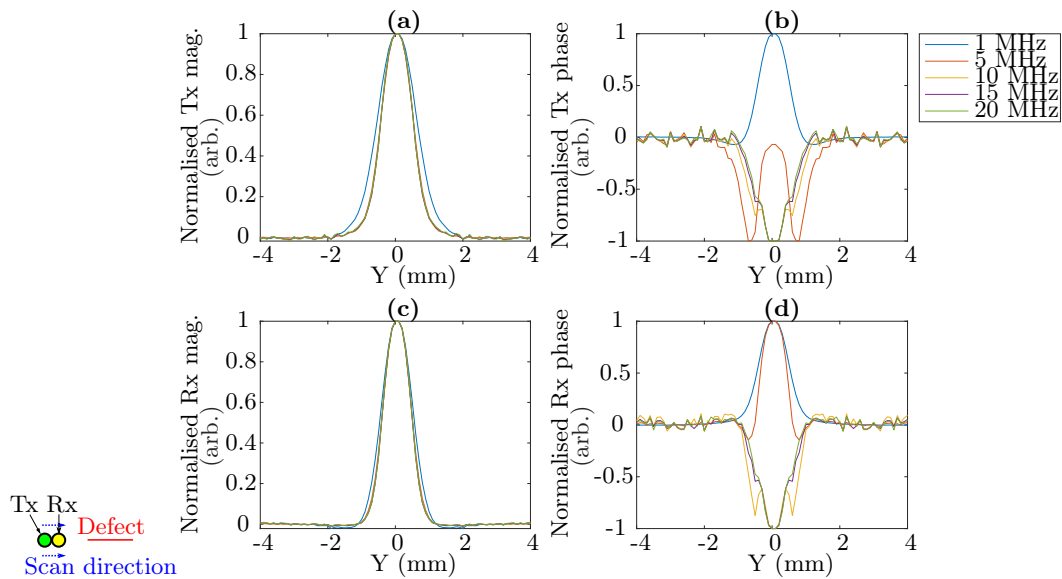 (a)
Normalised Tx mag.
(arb.)
1
0.8
0.6
0.4
0.2
0
-4 -2 0 2 4
Y (mm)
(b)
Normalised Tx phase
(arb.)
1
0.5
0
-0.5
-1
-4 -2 0 2 4
Y (mm)
1 MHz
5 MHz
10 MHz
15 MHz
20 MHz
(c)
Normalised Rx mag.
(arb.)
1
0.8
0.6
0.4
0.2
0
-4 -2 0 2 4
Y (mm)
(d)
Normalised Rx phase
(arb.)
1
0.5
0
-0.5
-1
-4 -2 0 2 4
Y (mm)
Tx Rx
Defect
Scan direction